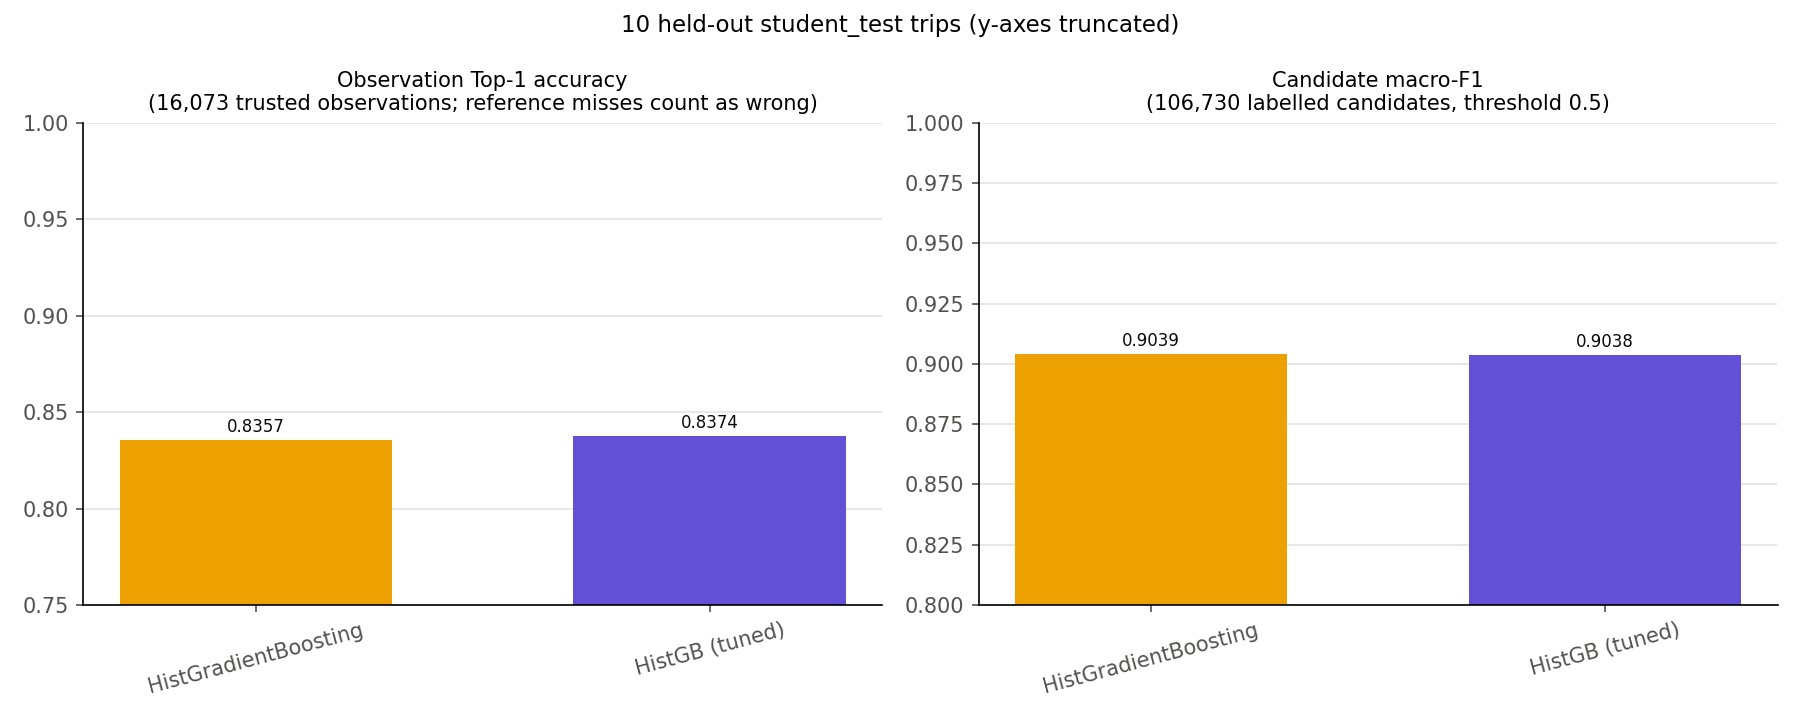 10 held-out student_test trips (y-axes truncated)
Observation Top-1 accuracy
(16,073 trusted observations; reference misses count as wrong)
1.00
0.95
0.90
0.85
0.80
0.75
0.8357
0.8374
HistGradientBoosting
HistGB (tuned)
Candidate macro-F1
(106,730 labelled candidates, threshold 0.5)
1.000
0.975
0.950
0.925
0.900
0.875
0.850
0.825
0.800
0.9039
0.9038
HistGradientBoosting
HistGB (tuned)